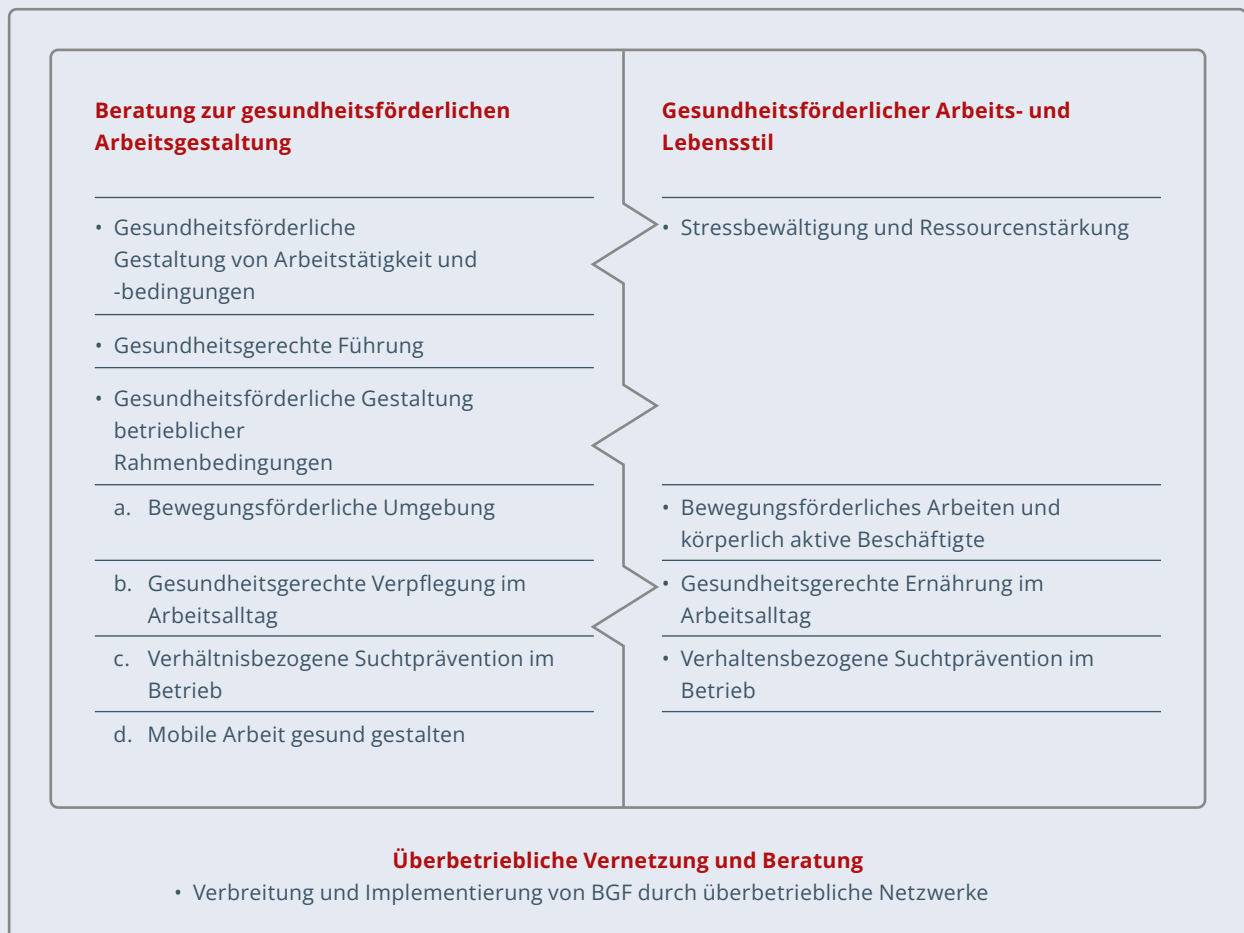 Beratung zur gesundheitsförderlichen
Arbeitsgestaltung
• Gesundheitsförderliche
Gestaltung von Arbeitstätigkeit und
-bedingungen
• Gesundheitsgerechte Führung
• Gesundheitsförderliche Gestaltung
betrieblicher
Rahmenbedingungen
a. Bewegungsförderliche Umgebung
b. Gesundheitsgerechte Verpflegung im
Arbeitsalltag
c. Verhältnisbezogene Suchtprävention im
Betrieb
d. Mobile Arbeit gesund gestalten
Gesundheitsförderlicher Arbeits- und
Lebensstil
• Stressbewältigung und Ressourcenstärkung
• Bewegungsförderliches Arbeiten und
körperlich aktive Beschäftigte
• Gesundheitsgerechte Ernährung im
Arbeitsalltag
• Verhaltensbezogene Suchtprävention im
Betrieb
Überbetriebliche Vernetzung und Beratung
• Verbreitung und Implementierung von BGF durch überbetriebliche Netzwerke